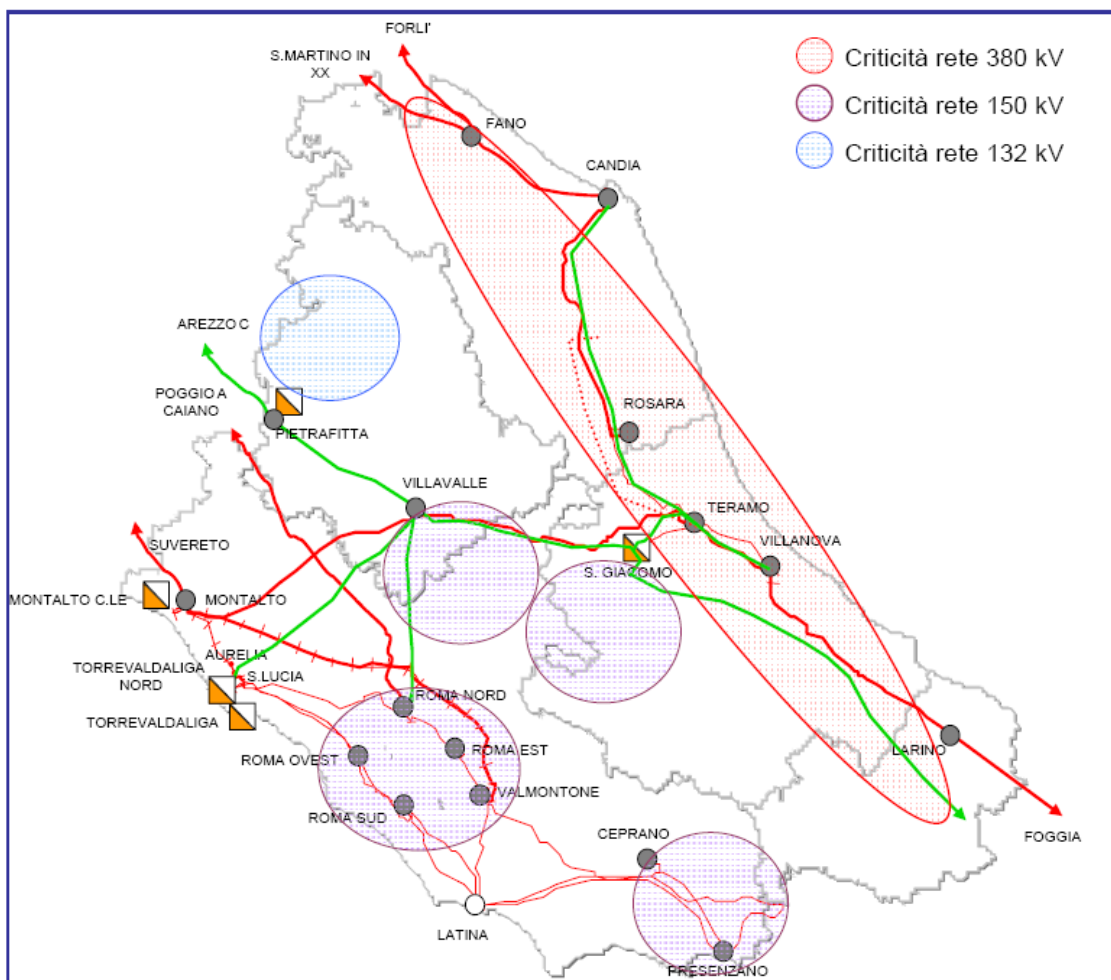 FORLI'
S.MARTINO IN
XX
Criticità rete 380 kV
Criticità rete 150 kV
Criticità rete 132 kV
FANO
CANDIA
AREZZO C
POGGIO A
CAIANO
PIETRAFITTA
ROSARA
VILLAVALLE
TERAMO
VILLANOVA
SUVERETO
S. GIACOMO
MONTALTO C.LE
MONTALTO
AURELIA
TORREVALDALIGA
NORD
S.LUCIA
TORREVALDALIGA
ROMA NORD
ROMA EST
ROMA OVEST
VALMONTONE
ROMA SUD
LARINO
FOGGIA
CEPRANO
LATINA
PRESENZANO